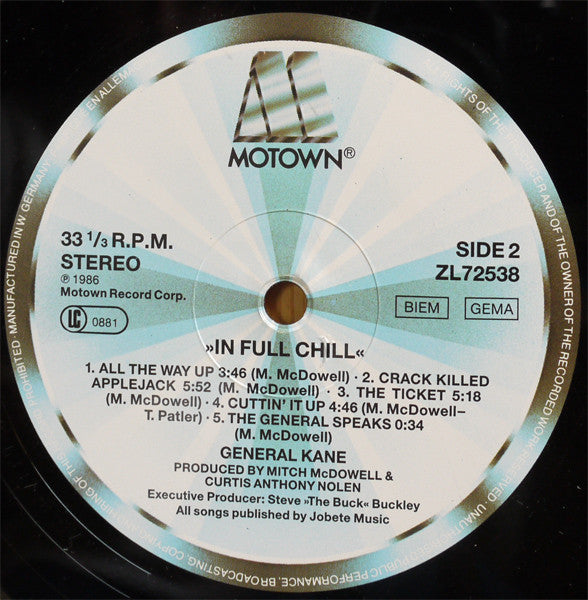 MOTOWN®
33 1/3 R.P.M.
STEREO
℗ 1986
Motown Record Corp.
LC 0881
SIDE 2
ZL72538
BIEM GEMA
»IN FULL CHILL«
1. ALL THE WAY UP 3:46 (M. McDowell) · 2. CRACK KILLED
APPLEJACK 5:52 (M. McDowell) · 3. THE TICKET 5:18
(M. McDowell) · 4. CUTTIN' IT UP 4:46 (M. McDowell–
T. Patler) · 5. THE GENERAL SPEAKS 0:34
(M. McDowell)
GENERAL KANE
PRODUCED BY MITCH McDOWELL &
CURTIS ANTHONY NOLEN
Executive Producer: Steve »The Buck« Buckley
All songs published by Jobete Music
RIGHTS OF THE PRODUCER AND OF THE OWNER OF THE RECORDED WORK RESERVED. PUBLIC PERFORMANCE, BROADCASTING, COPYING OF THIS PROHIBITED · MANUFACTURED IN W. GERMANY